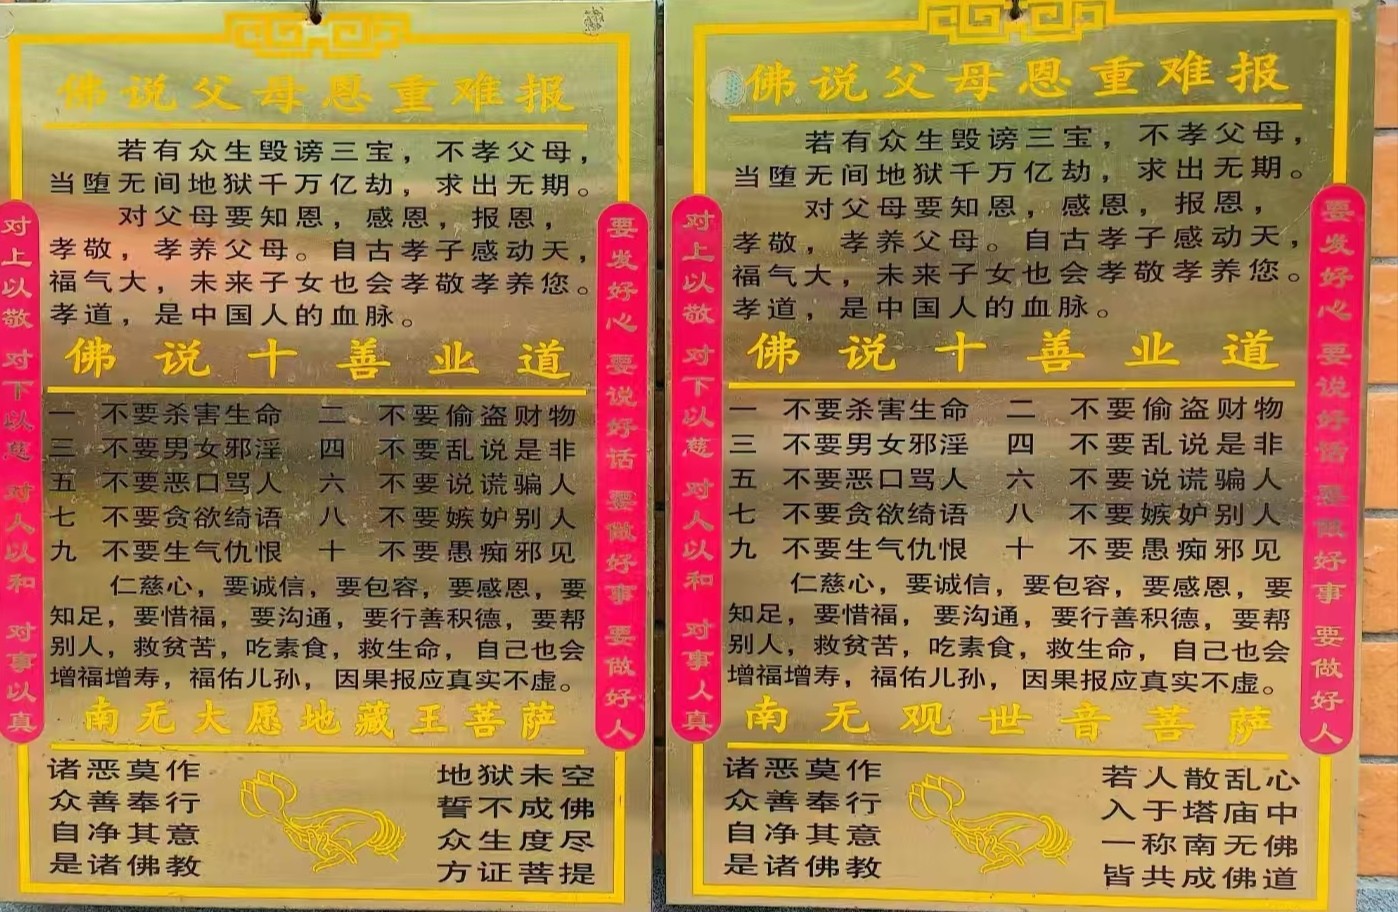 佛说父母恩重难报
若有众生毁谤三宝，不孝父母，
当堕无间地狱千万亿劫，求出无期。
对父母要知恩，感恩，报恩，
孝敬，孝养父母。自古孝子感动天，
福气大，未来子女也会孝敬孝养您。
孝道，是中国人的血脉。
佛说十善业道
一 不要杀害生命 二 不要偷盗财物
三 不要男女邪淫 四 不要乱说是非
五 不要恶口骂人 六 不要说谎骗人
七 不要贪欲绮语 八 不要嫉妒别人
九 不要生气仇恨 十 不要愚痴邪见
仁慈心，要诚信，要包容，要感恩，要
知足，要惜福，要沟通，要行善积德，要帮
别人，救贫苦，吃素食，救生命，自己也会
增福增寿，福佑儿孙，因果报应真实不虚。
南无大愿地藏王菩萨
诸恶莫作
众善奉行
自净其意
是诸佛教
地狱未空
誓不成佛
众生度尽
方证菩提
对上以敬 对下以慈 对人以和 对事以真
要发好心 要说好话 要做好事 要做好人
佛说父母恩重难报
若有众生毁谤三宝，不孝父母，
当堕无间地狱千万亿劫，求出无期。
对父母要知恩，感恩，报恩，
孝敬，孝养父母。自古孝子感动天，
福气大，未来子女也会孝敬孝养您。
孝道，是中国人的血脉。
佛说十善业道
一 不要杀害生命 二 不要偷盗财物
三 不要男女邪淫 四 不要乱说是非
五 不要恶口骂人 六 不要说谎骗人
七 不要贪欲绮语 八 不要嫉妒别人
九 不要生气仇恨 十 不要愚痴邪见
仁慈心，要诚信，要包容，要感恩，要
知足，要惜福，要沟通，要行善积德，要帮
别人，救贫苦，吃素食，救生命，自己也会
增福增寿，福佑儿孙，因果报应真实不虚。
南无观世音菩萨
诸恶莫作
众善奉行
自净其意
是诸佛教
若人散乱心
入于塔庙中
一称南无佛
皆共成佛道
对上以敬 对下以慈 对人以和 对事人真
要发好心 要说好话 要做好事 要做好人